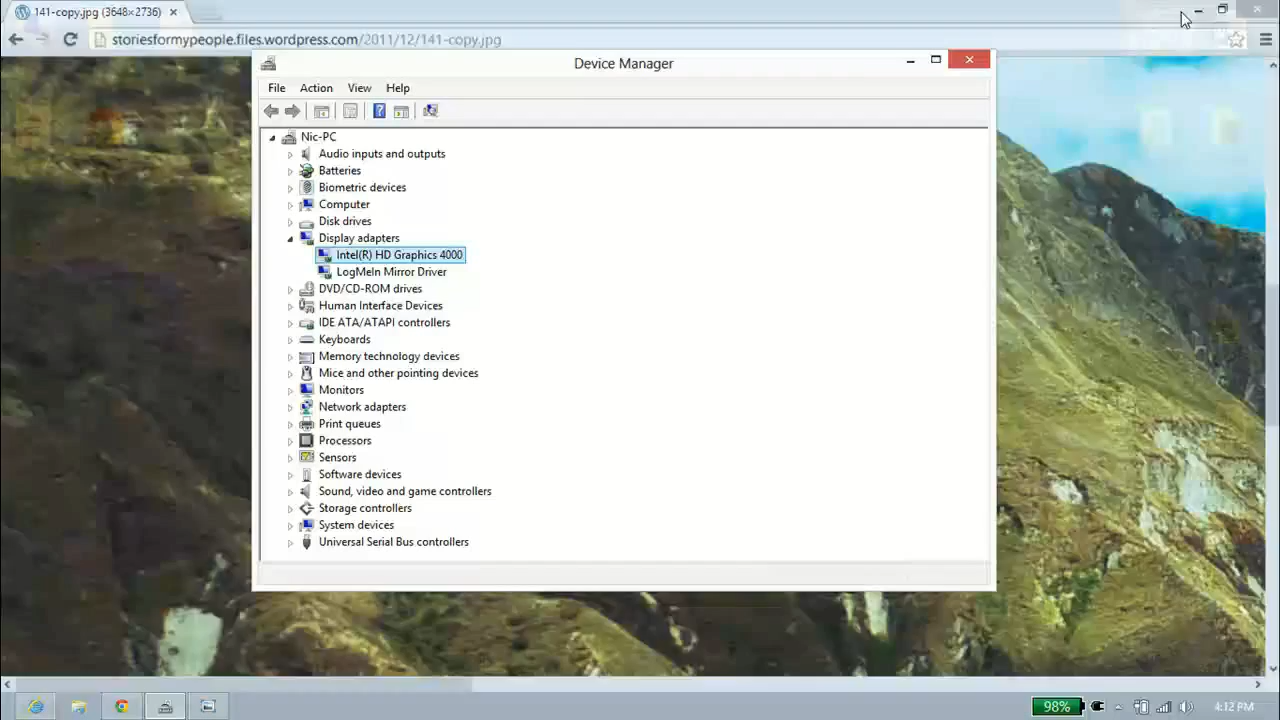 141-copy.jpg (3648×2736)
storiesformypeople.files.wordpress.com/2011/12/141-copy.jpg
Device Manager
File Action View Help
Nic-PC
Audio inputs and outputs
Batteries
Biometric devices
Computer
Disk drives
Display adapters
Intel(R) HD Graphics 4000
LogMeIn Mirror Driver
DVD/CD-ROM drives
Human Interface Devices
IDE ATA/ATAPI controllers
Keyboards
Memory technology devices
Mice and other pointing devices
Monitors
Network adapters
Print queues
Processors
Sensors
Software devices
Sound, video and game controllers
Storage controllers
System devices
Universal Serial Bus controllers
98%
4:12 PM